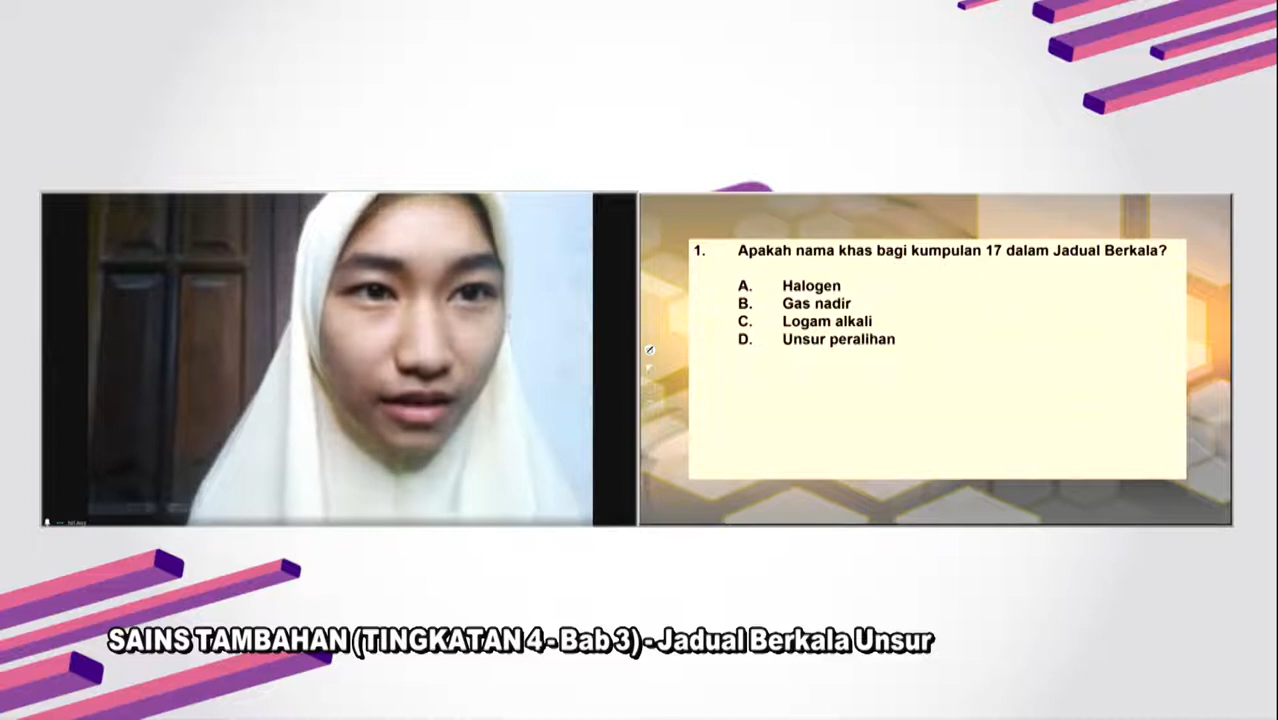 1. Apakah nama khas bagi kumpulan 17 dalam Jadual Berkala?
A. Halogen
B. Gas nadir
C. Logam alkali
D. Unsur peralihan
SAINS TAMBAHAN (TINGKATAN 4 - Bab 3) - Jadual Berkala Unsur